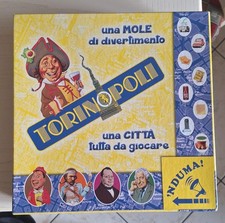 una MOLE
di divertimento
TORINOPOLI
una CITTÀ
tutta da giocare
'NDUMA!